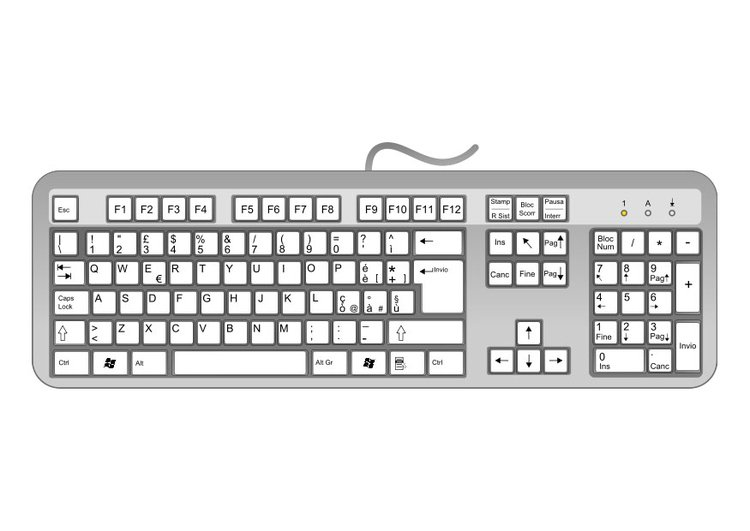 Esc F1 F2 F3 F4 F5 F6 F7 F8 F9 F10 F11 F12 Stamp Bloc Pausa 1 A
R Sist Scorr Interr
| ! " £ $ % & / ( ) = ? ^ ← Ins ↖ Pag↑ Bloc / * -
\ 1 2 3 4 5 6 7 8 9 0 ' ì Num
Q W E R T Y U I O P é * Invio Canc Fine Pag↓ 7 8 9 +
€ è [ + ] ↖ ↑ Pag↑
Caps A S D F G H J K L ç ° § 4 5 6
Lock ò @ à # ù ← →
⇧ > Z X C V B N M ; : _ ⇧ ↑ 1 2 3 Invio
< , . - Fine ↓ Pag↓
Ctrl Alt Alt Gr Ctrl ← ↓ → 0 .
Ins Canc